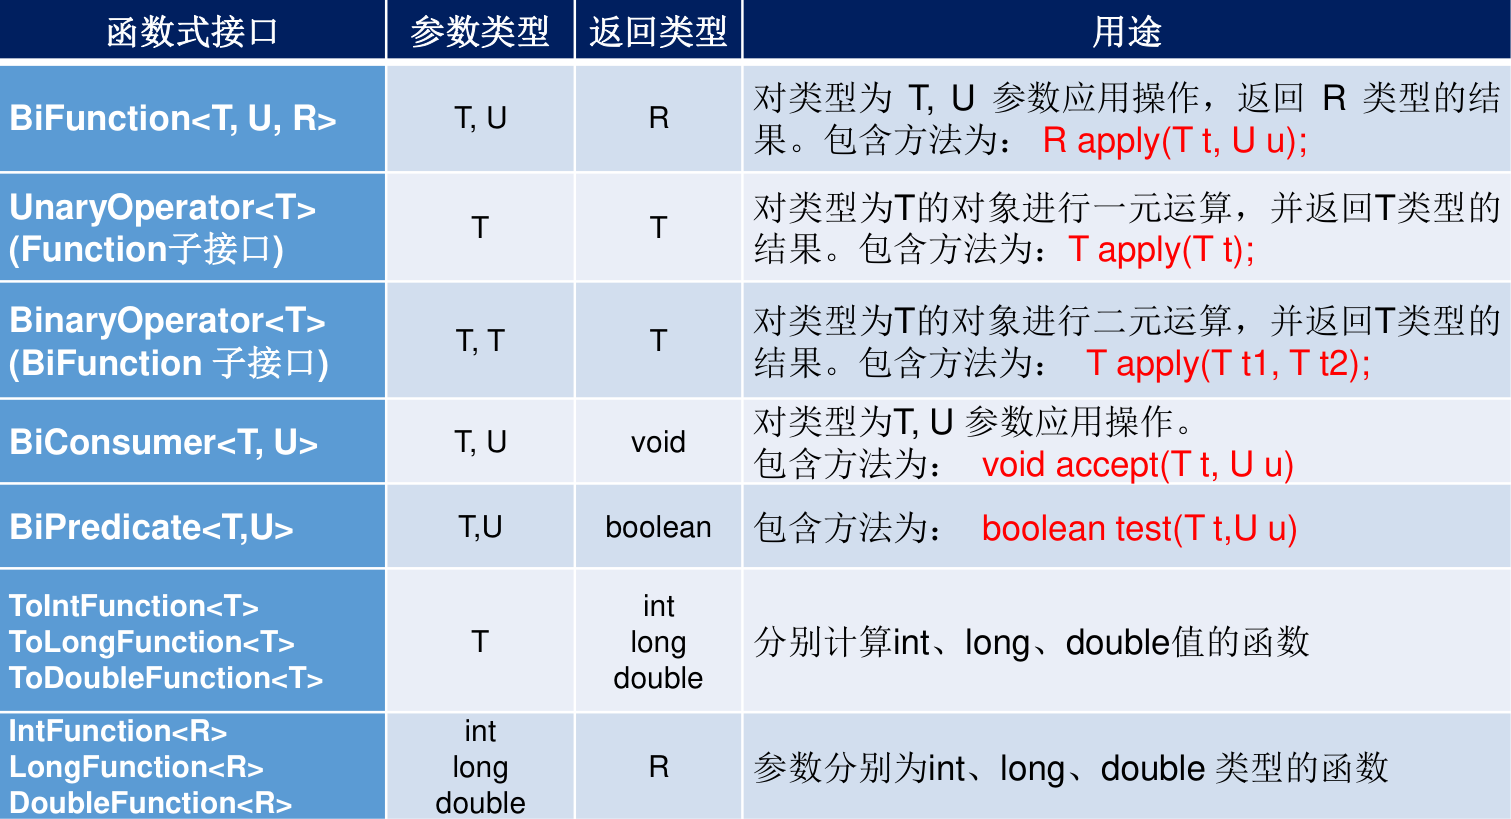 函数式接口 参数类型 返回类型 用途
BiFunction<T, U, R> T, U R 对类型为 T, U 参数应用操作，返回 R 类型的结
果。包含方法为： R apply(T t, U u);
UnaryOperator<T>
(Function子接口) T T 对类型为T的对象进行一元运算，并返回T类型的
结果。包含方法为：T apply(T t);
BinaryOperator<T>
(BiFunction 子接口) T, T T 对类型为T的对象进行二元运算，并返回T类型的
结果。包含方法为： T apply(T t1, T t2);
BiConsumer<T, U> T, U void 对类型为T, U 参数应用操作。
包含方法为： void accept(T t, U u)
BiPredicate<T,U> T,U boolean 包含方法为： boolean test(T t,U u)
ToIntFunction<T>
ToLongFunction<T>
ToDoubleFunction<T>
T
int
long
double
分别计算int、long、double值的函数
IntFunction<R>
LongFunction<R>
DoubleFunction<R>
int
long
double
R
参数分别为int、long、double 类型的函数